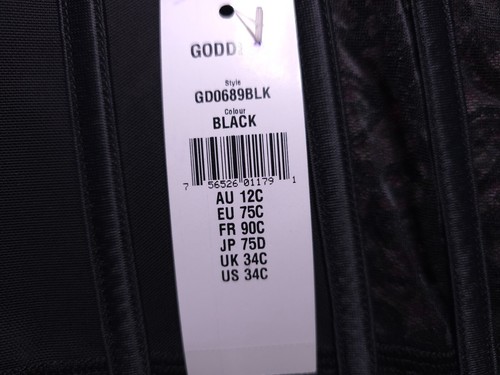 GODD
Style
GD0689BLK
Colour
BLACK
7 56526 01179 1
AU 12C
EU 75C
FR 90C
JP 75D
UK 34C
US 34C